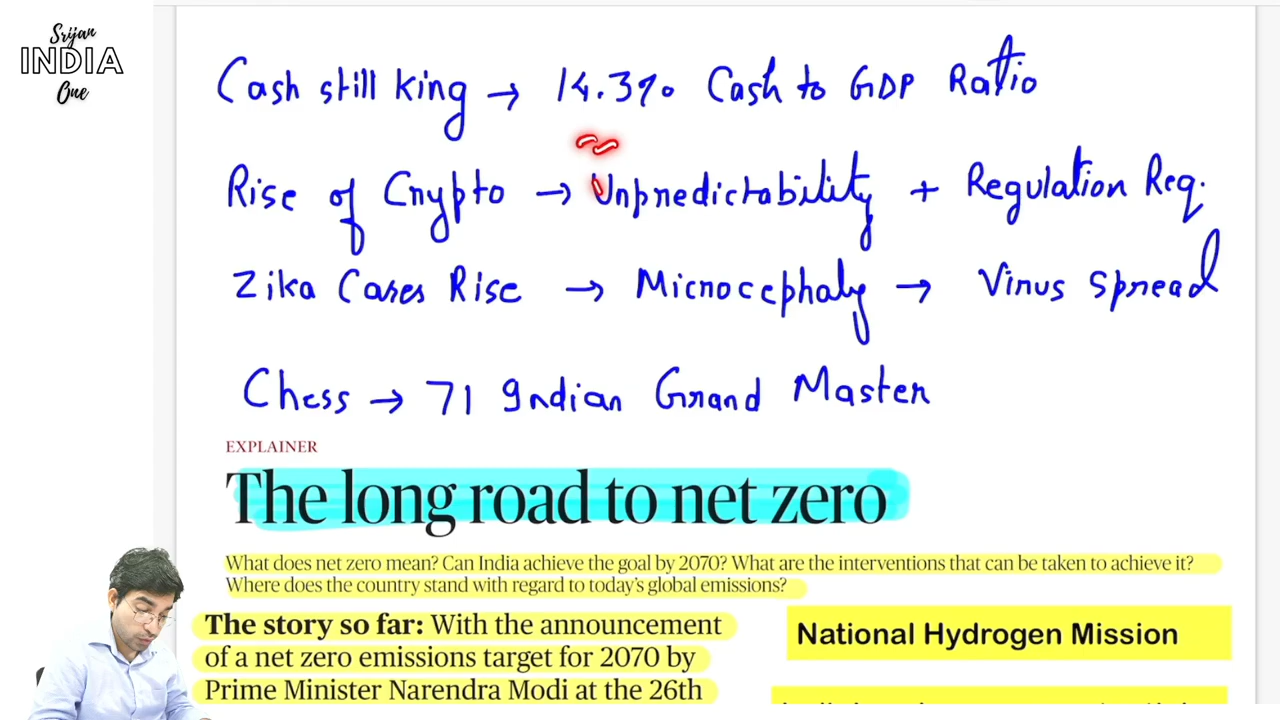 Srijan
INDIA
One
Cash still king → 14.3% Cash to GDP Ratio
Rise of Crypto → Unpredictability + Regulation Req.
Zika Cases Rise → Microcephaly → Virus Spread
Chess → 71 Indian Grand Master
EXPLAINER
The long road to net zero
What does net zero mean? Can India achieve the goal by 2070? What are the interventions that can be taken to achieve it?
Where does the country stand with regard to today's global emissions?
The story so far: With the announcement
of a net zero emissions target for 2070 by
Prime Minister Narendra Modi at the 26th
National Hydrogen Mission